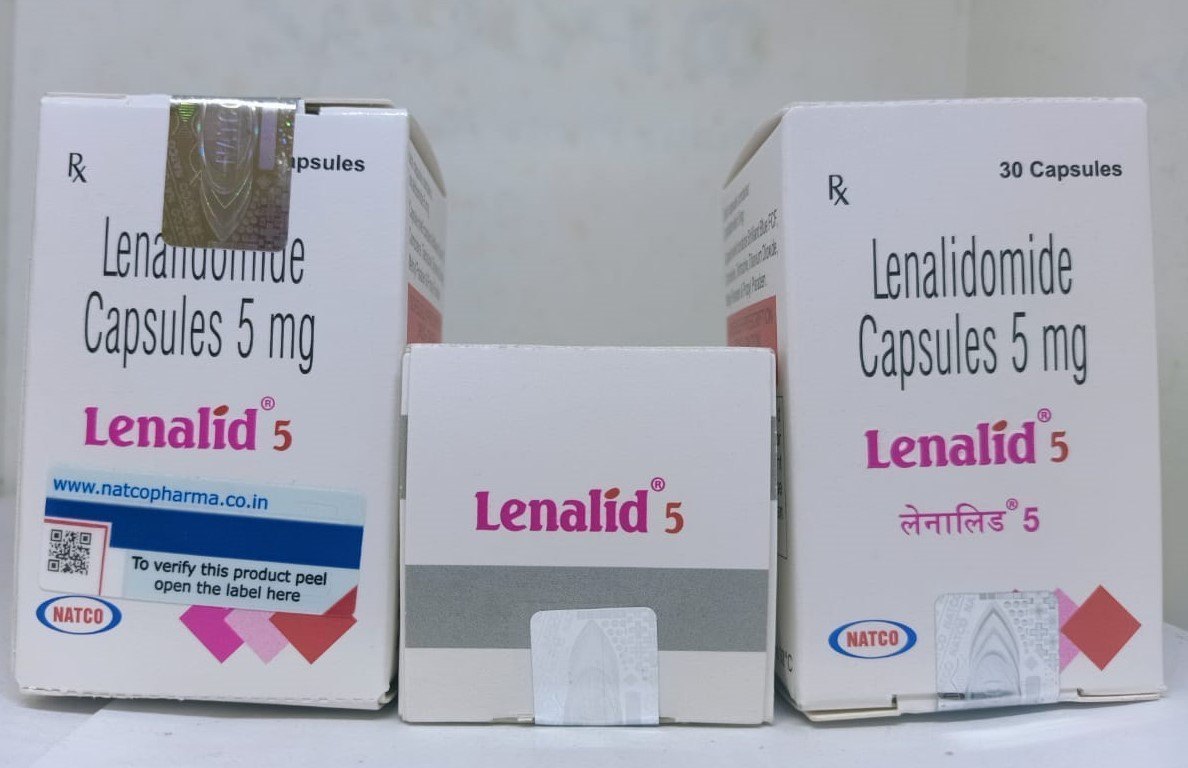 Rx
psules
Lenalidomide
Capsules 5 mg
Lenalid® 5
www.natcopharma.co.in
To verify this product peel
open the label here
NATCO
Lenalid® 5
Rx
30 Capsules
Lenalidomide
Capsules 5 mg
Lenalid® 5
लेनालिड® 5
NATCO